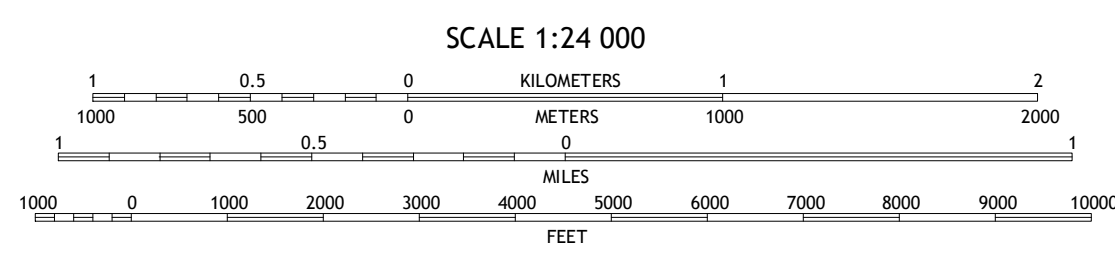 SCALE 1:24 000
1 0.5 0 KILOMETERS 1 2
1000 500 0 METERS 1000 2000
1 0.5 0 1
MILES
1000 0 1000 2000 3000 4000 5000 6000 7000 8000 9000 10000
FEET